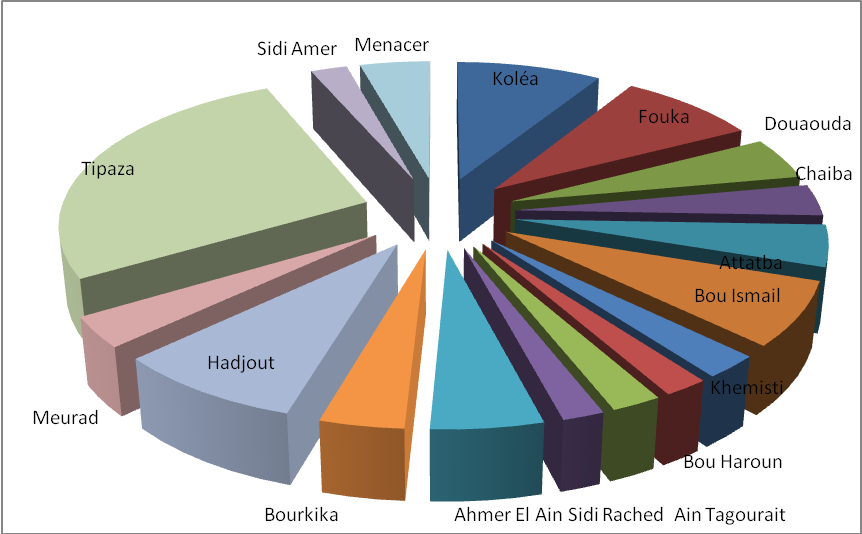 Sidi Amer
Menacer
Koléa
Fouka
Douaouda
Chaiba
Tipaza
Attatba
Bou Ismail
Hadjout
Khemisti
Meurad
Bou Haroun
Bourkika
Ahmer El Ain
Sidi Rached
Ain Tagourait